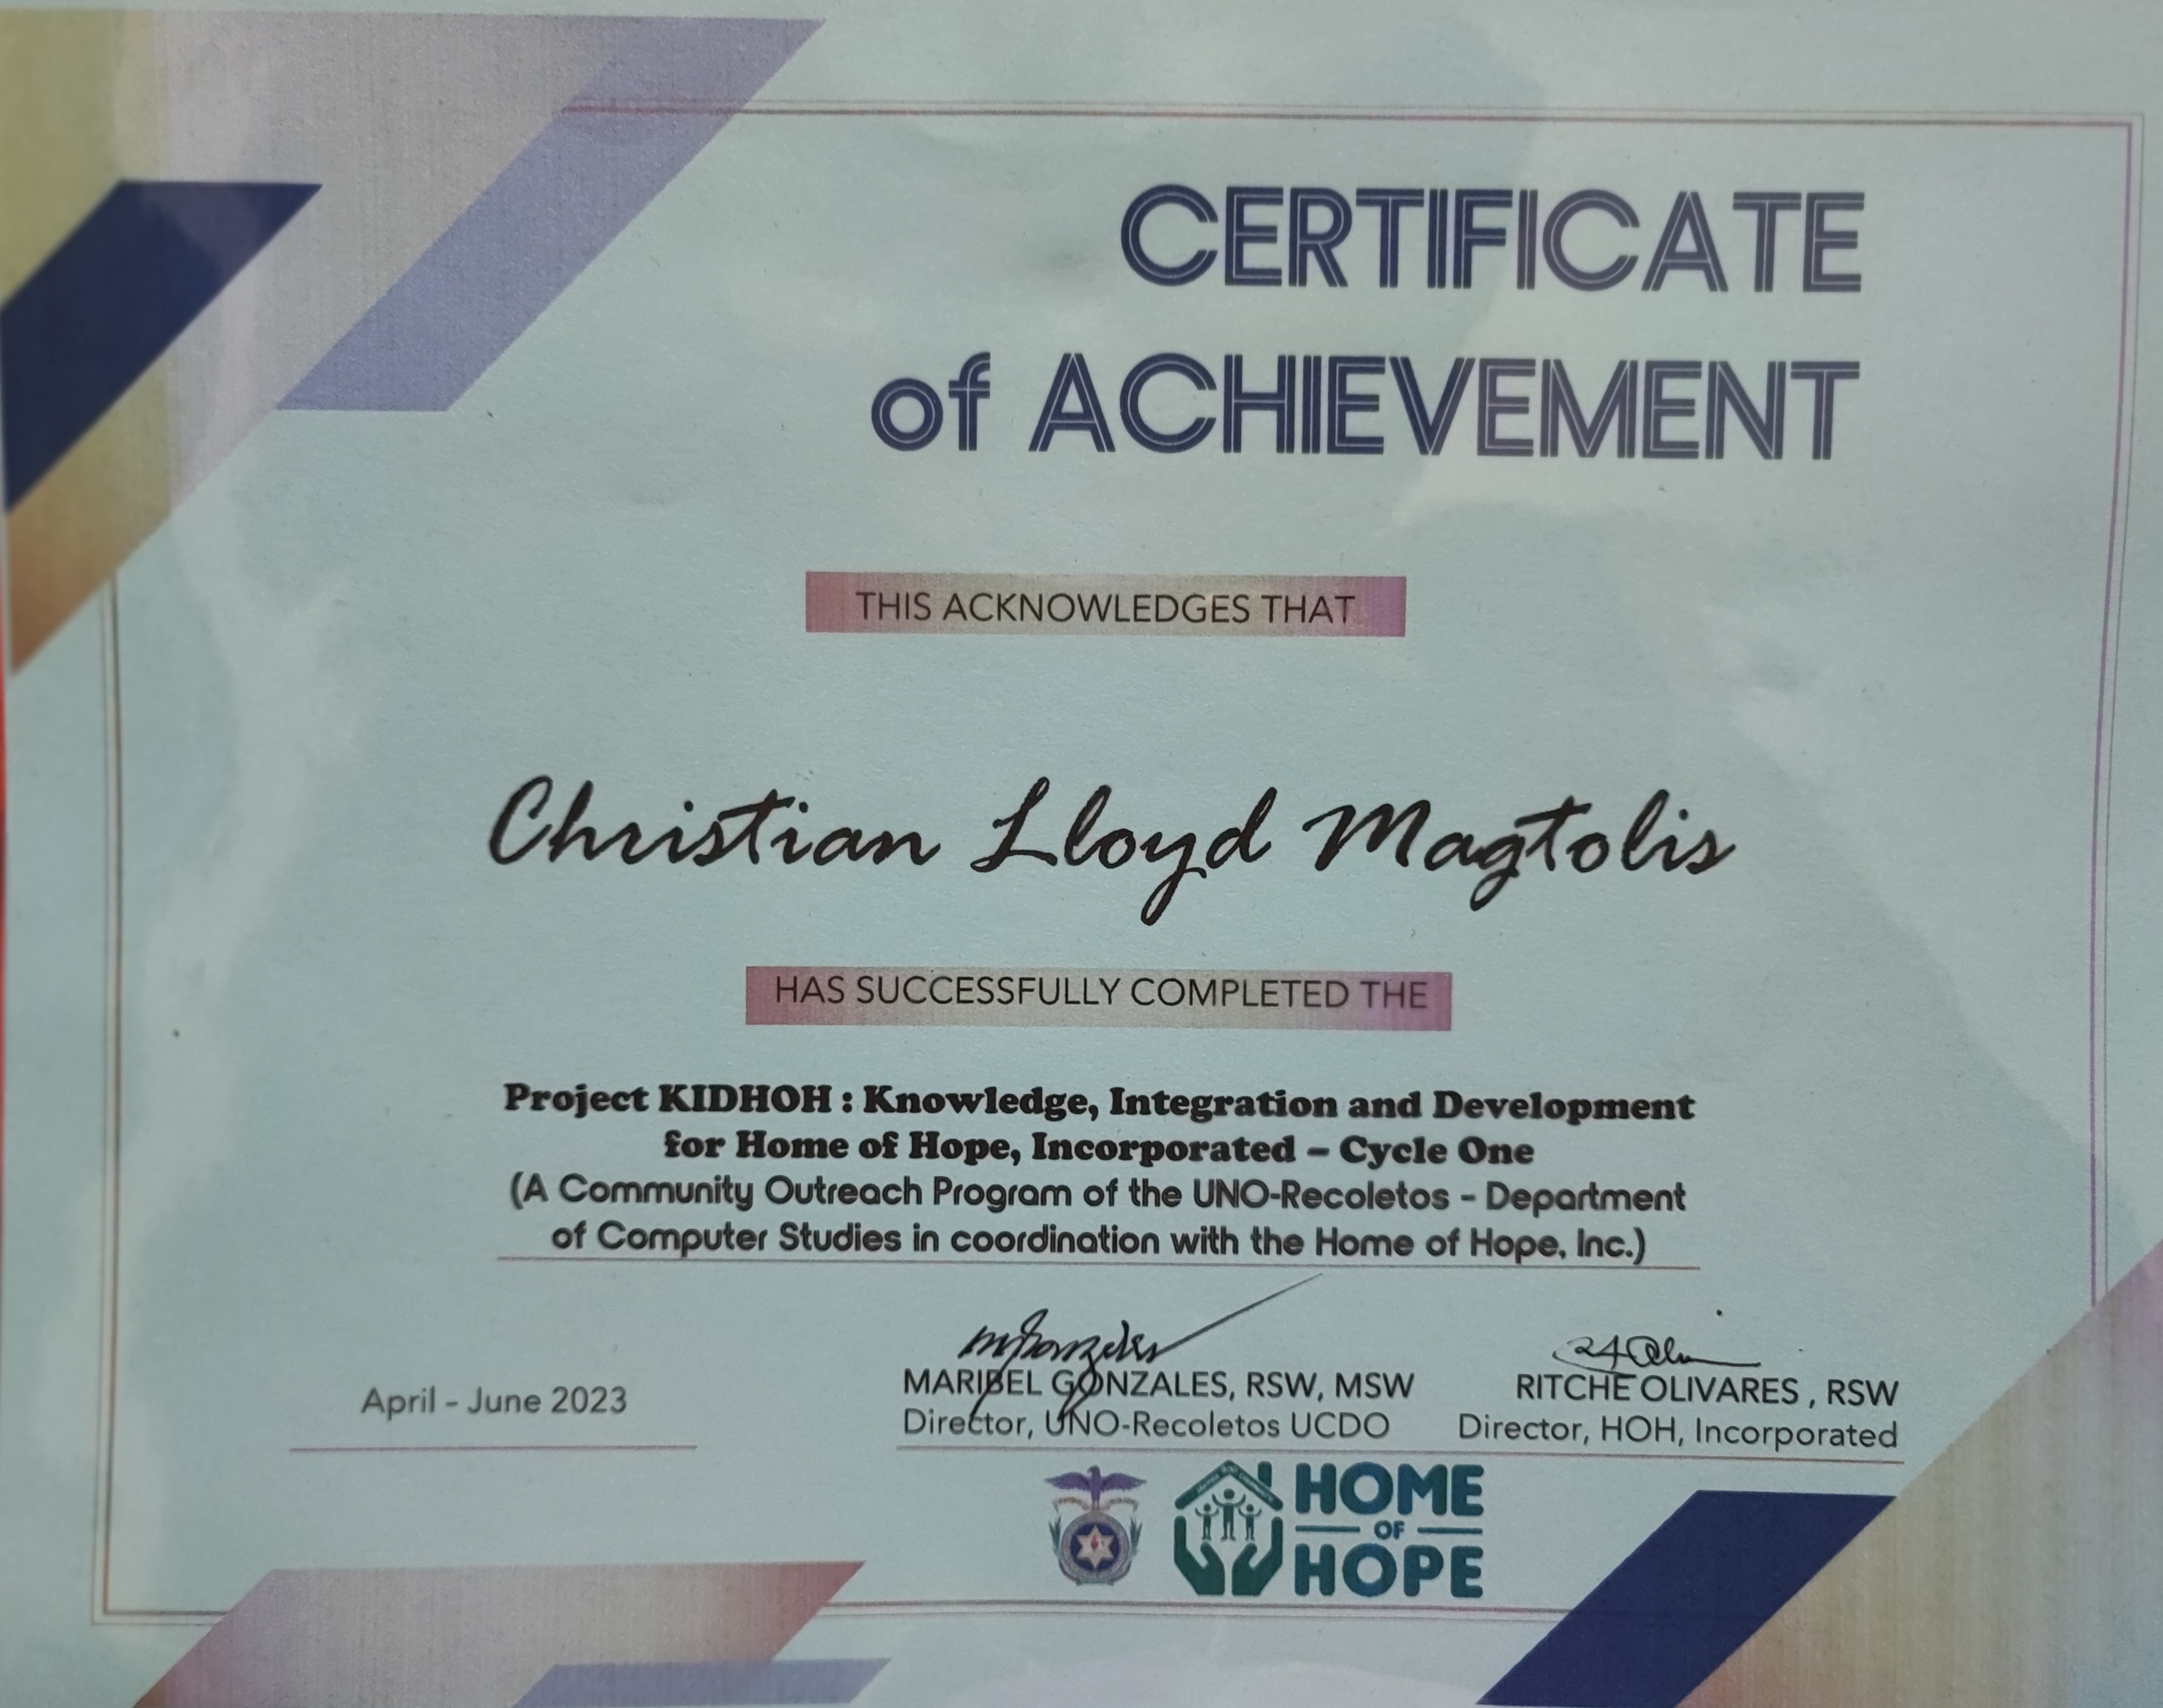 CERTIFICATE
of ACHIEVEMENT
THIS ACKNOWLEDGES THAT
Christian Lloyd Magtolis
HAS SUCCESSFULLY COMPLETED THE
Project KIDHOH : Knowledge, Integration and Development
for Home of Hope, Incorporated – Cycle One
(A Community Outreach Program of the UNO-Recoletos - Department
of Computer Studies in coordination with the Home of Hope, Inc.)
April - June 2023
MARIBEL GONZALES, RSW, MSW
Director, UNO-Recoletos UCDO
RITCHE OLIVARES , RSW
Director, HOH, Incorporated
HOME
OF
HOPE